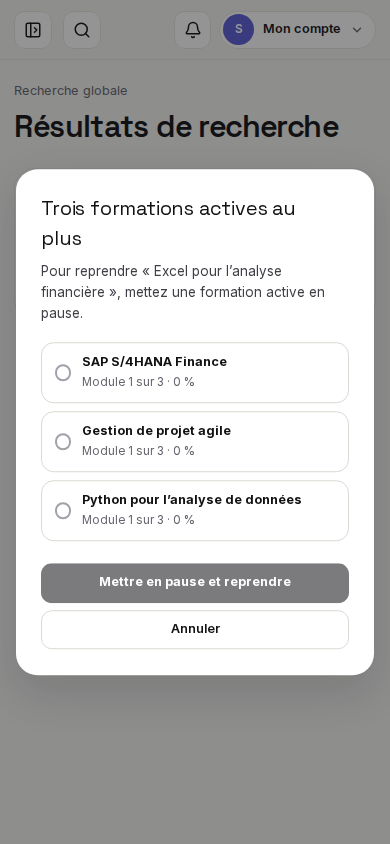 S
Mon compte
Recherche globale
Résultats de recherche
Trois formations actives au
plus
Pour reprendre « Excel pour l’analyse
financière », mettez une formation active en
pause.
SAP S/4HANA Finance
Module 1 sur 3 · 0 %
Gestion de projet agile
Module 1 sur 3 · 0 %
Python pour l’analyse de données
Module 1 sur 3 · 0 %
Mettre en pause et reprendre
Annuler